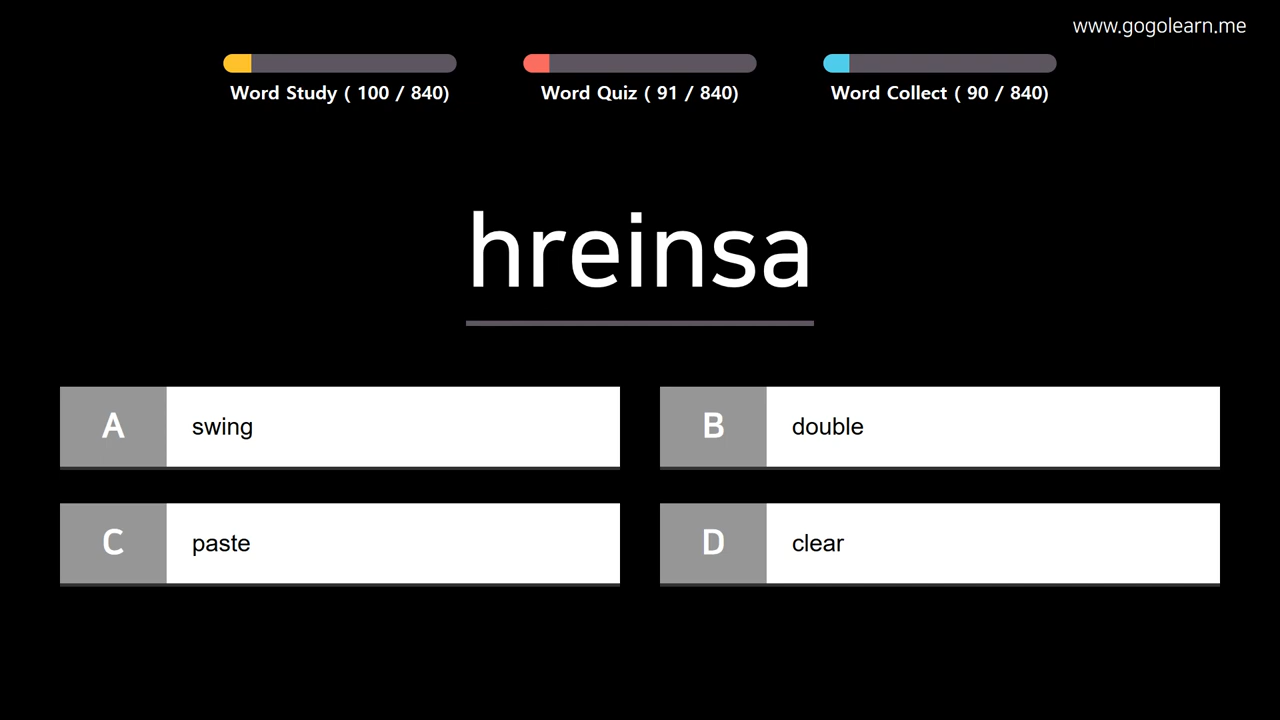 www.gogolearn.me
Word Study ( 100 / 840)
Word Quiz ( 91 / 840)
Word Collect ( 90 / 840)
hreinsa
A swing
B double
C paste
D clear